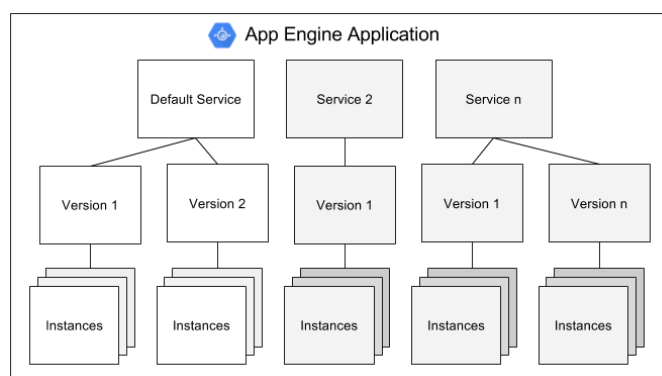 App Engine Application
Default Service
Service 2
Service n
Version 1
Version 2
Version 1
Version 1
Version n
Instances
Instances
Instances
Instances
Instances